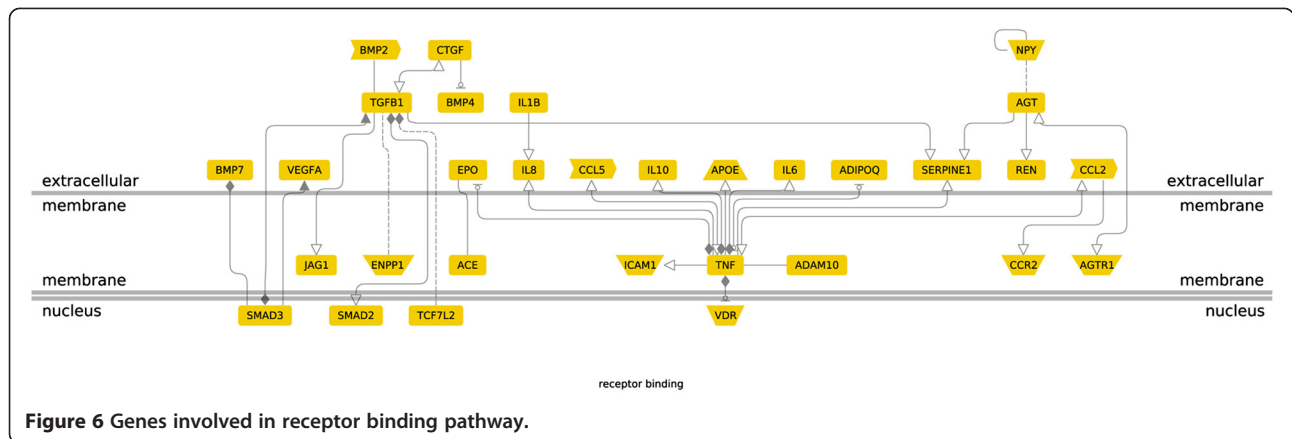 BMP2 CTGF NPY
TGFB1 BMP4 IL1B AGT
BMP7 VEGFA EPO IL8 CCL5 IL10 APOE IL6 ADIPOQ SERPINE1 REN CCL2
extracellular extracellular
membrane membrane
JAG1 ENPP1 ACE ICAM1 TNF ADAM10 CCR2 AGTR1
membrane membrane
nucleus nucleus
SMAD3 SMAD2 TCF7L2 VDR
receptor binding
Figure 6 Genes involved in receptor binding pathway.